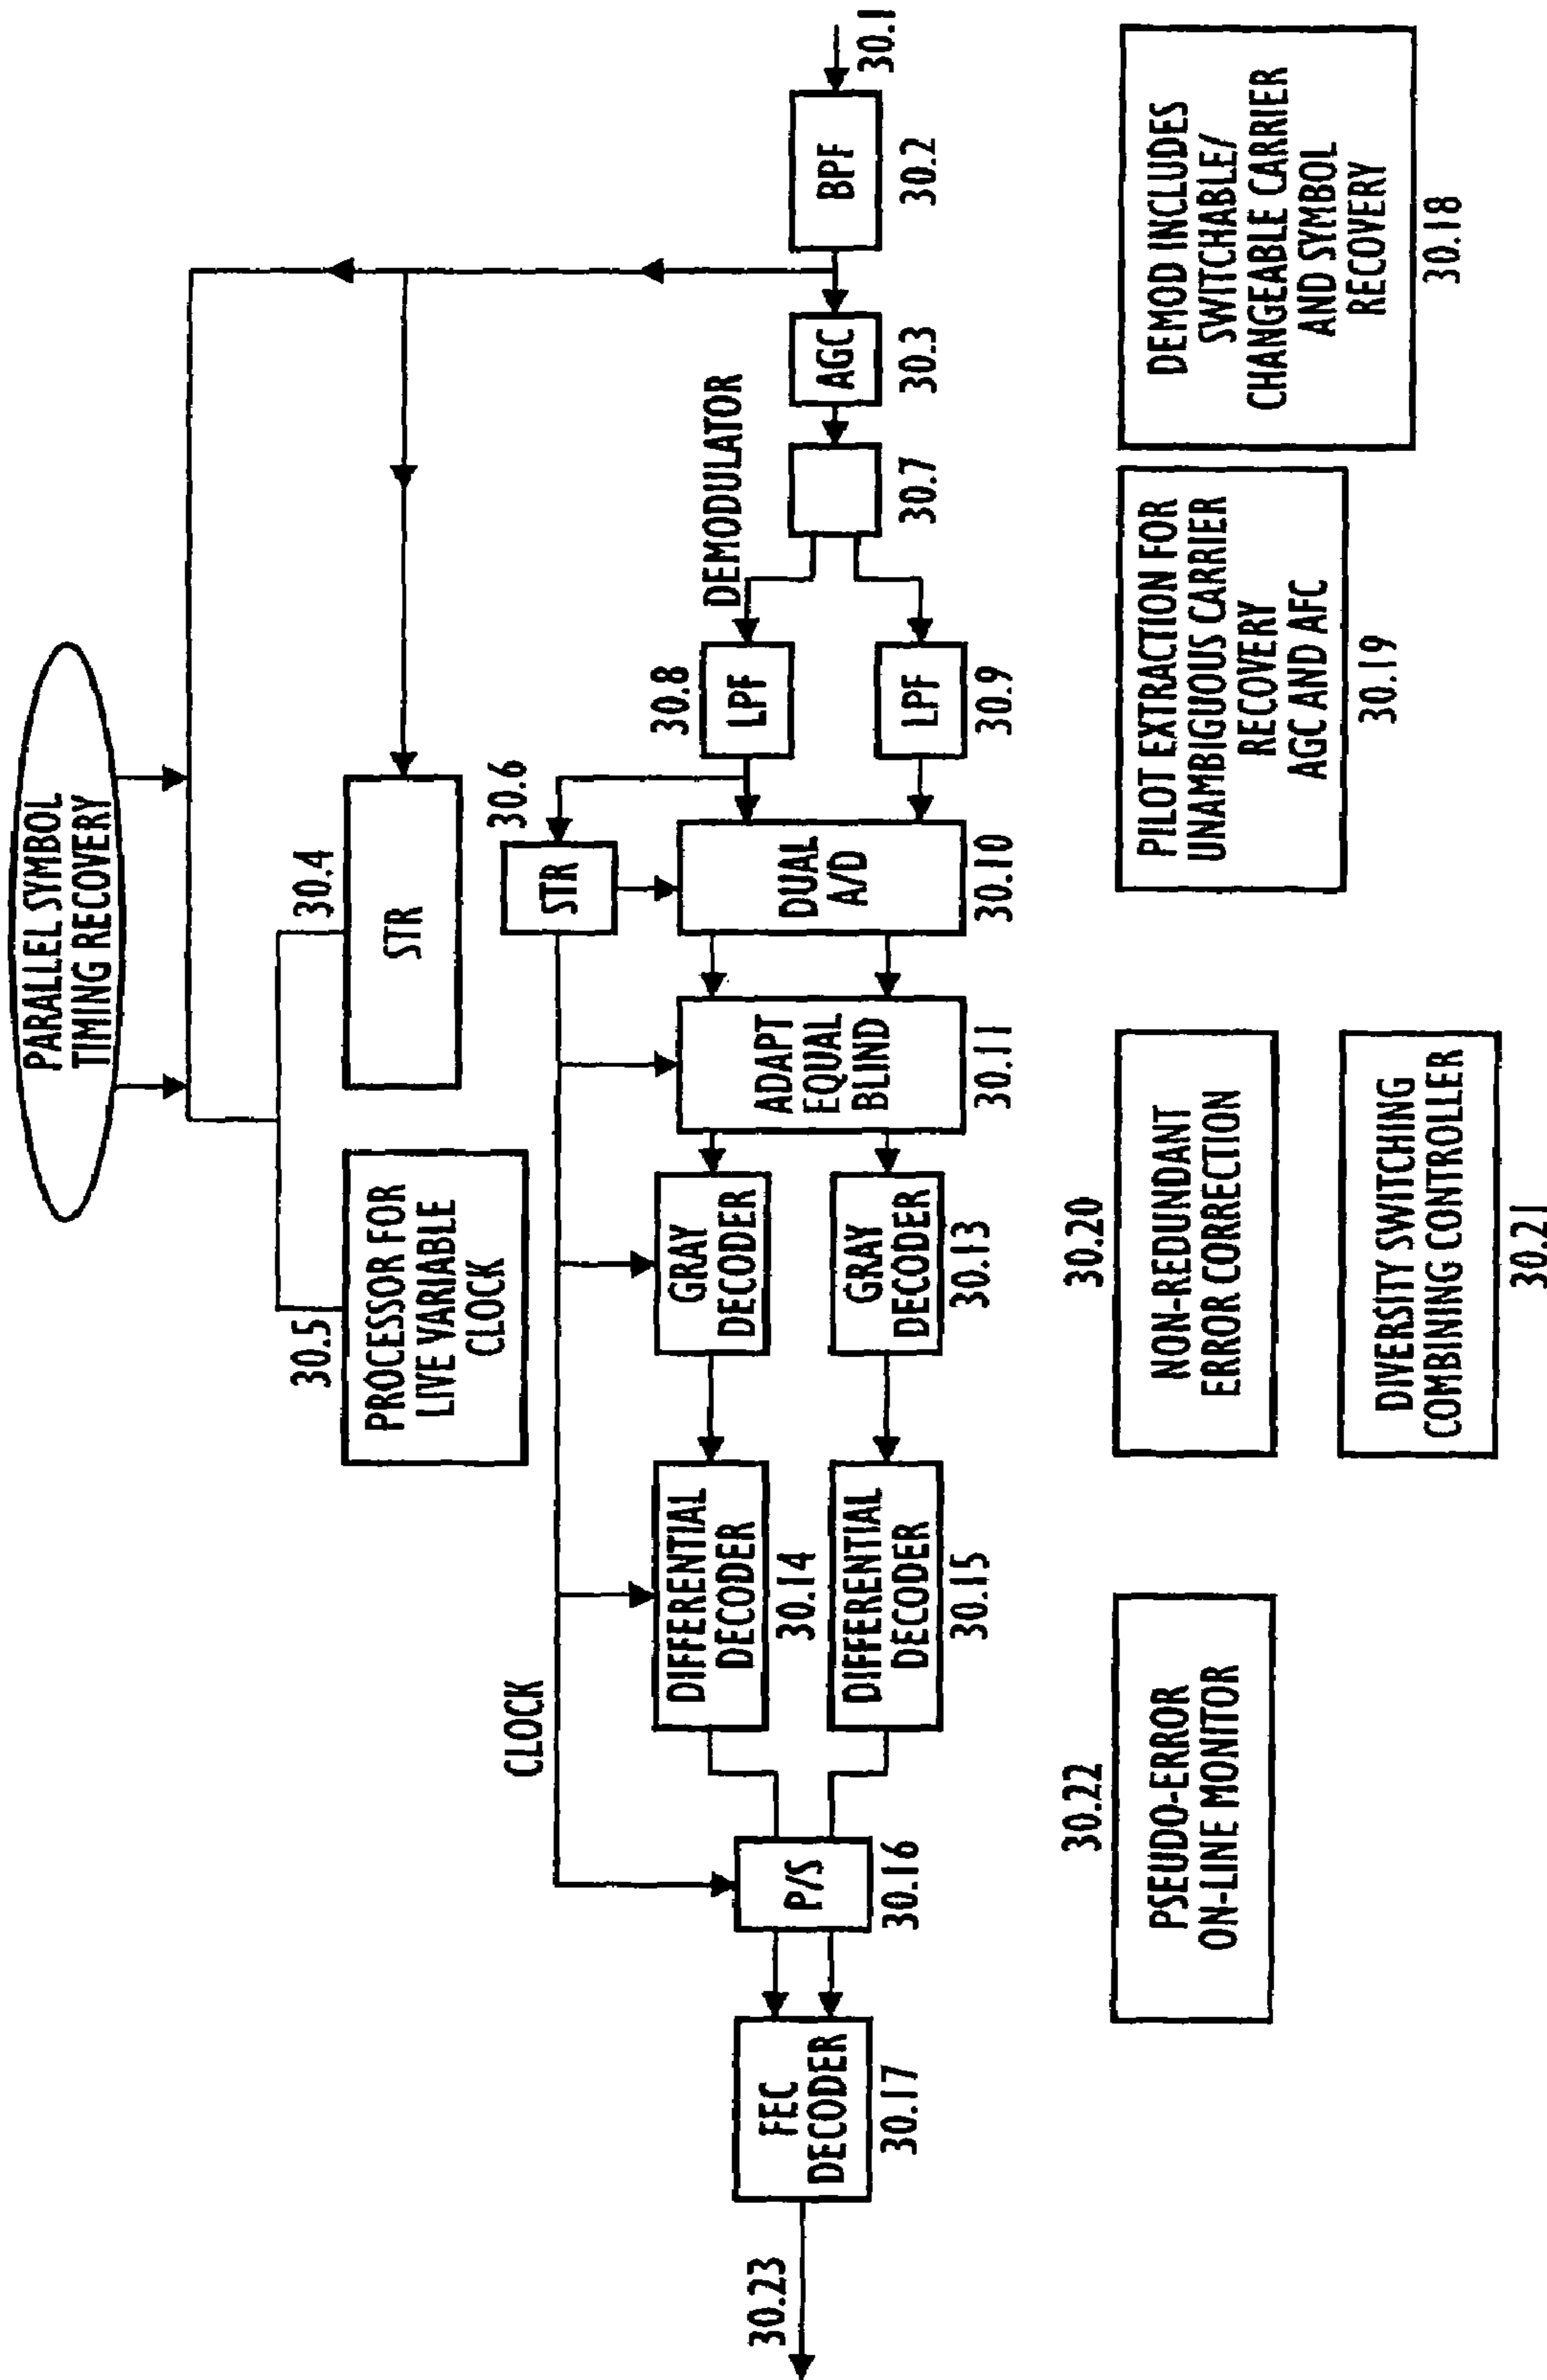 PARALLEL SYMBOL
TIMING RECOVERY
30.5
PROCESSOR FOR
LIVE VARIABLE
CLOCK
30.4
STR
CLOCK
30.6
STR
30.23
FEC
DECODER
30.17
P/S
30.16
DIFFERENTIAL
DECODER
30.14
DIFFERENTIAL
DECODER
30.15
GRAY
DECODER
GRAY
DECODER
30.13
ADAPT
EQUAL
BLIND
30.11
DUAL
A/D
30.10
30.8
LPF
LPF
30.9
DEMODULATOR
30.7
AGC
30.3
BPF
30.2
30.1
30.22
PSEUDO-ERROR
ON-LINE MONITOR
30.20
NON-REDUNDANT
ERROR CORRECTION
DIVERSITY SWITCHING
COMBINING CONTROLLER
30.21
PILOT EXTRACTION FOR
UNAMBIGUOUS CARRIER
RECOVERY
AGC AND AFC
30.19
DEMOD INCLUDES
SWITCHABLE/
CHANGEABLE CARRIER
AND SYMBOL
RECOVERY
30.18